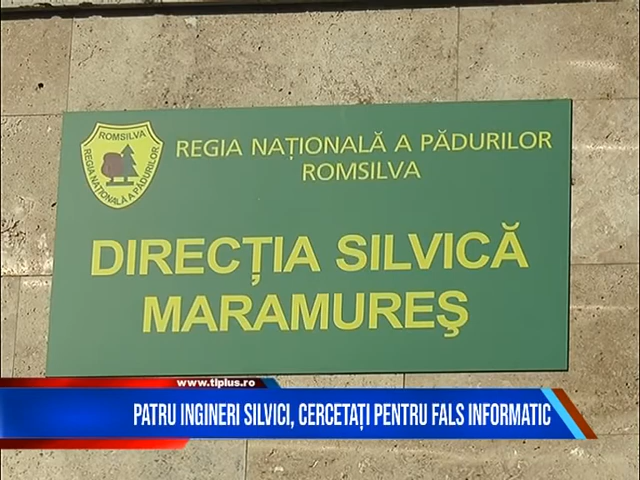 ROMSILVA
REGIA NAȚIONALĂ A PĂDURILOR
REGIA NAȚIONALĂ A PĂDURILOR
ROMSILVA
DIRECȚIA SILVICĂ
MARAMUREŞ
www.tlplus.ro
PATRU INGINERI SILVICI, CERCETAȚI PENTRU FALS INFORMATIC